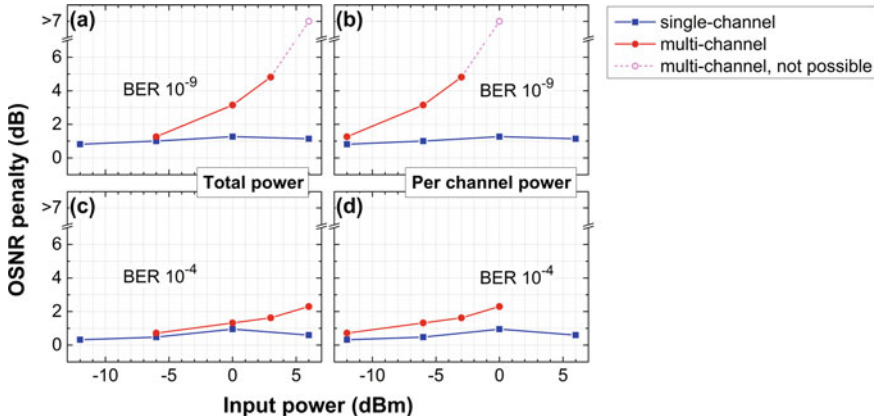 >7
(a)
(b)
single-channel
multi-channel
multi-channel, not possible
6
4
2
0
BER 10⁻⁹
BER 10⁻⁹
Total power
Per channel power
OSNR penalty (dB)
>7
(c)
(d)
6
4
2
0
BER 10⁻⁴
BER 10⁻⁴
-10 -5 0 5 -10 -5 0 5
Input power (dBm)